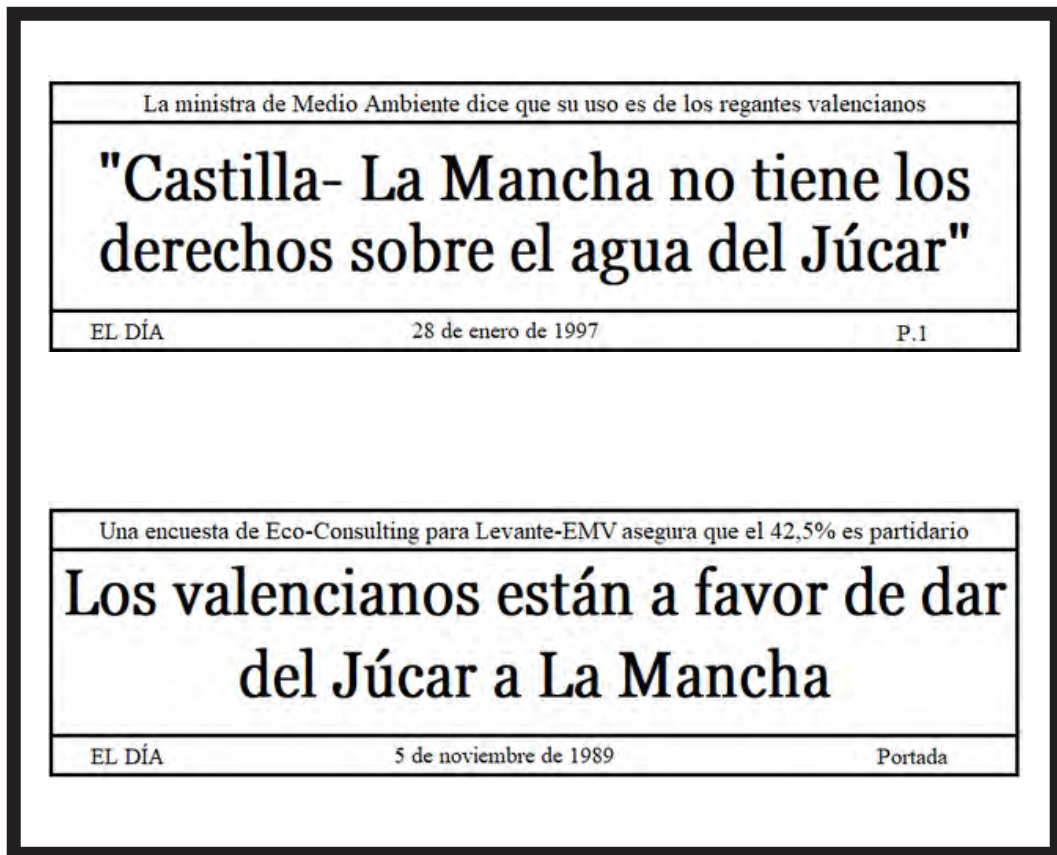 La ministra de Medio Ambiente dice que su uso es de los regantes valencianos
"Castilla- La Mancha no tiene los
derechos sobre el agua del Júcar"
EL DÍA 28 de enero de 1997 P.1
Una encuesta de Eco-Consulting para Levante-EMV asegura que el 42,5% es partidario
Los valencianos están a favor de dar
del Júcar a La Mancha
EL DÍA 5 de noviembre de 1989 Portada